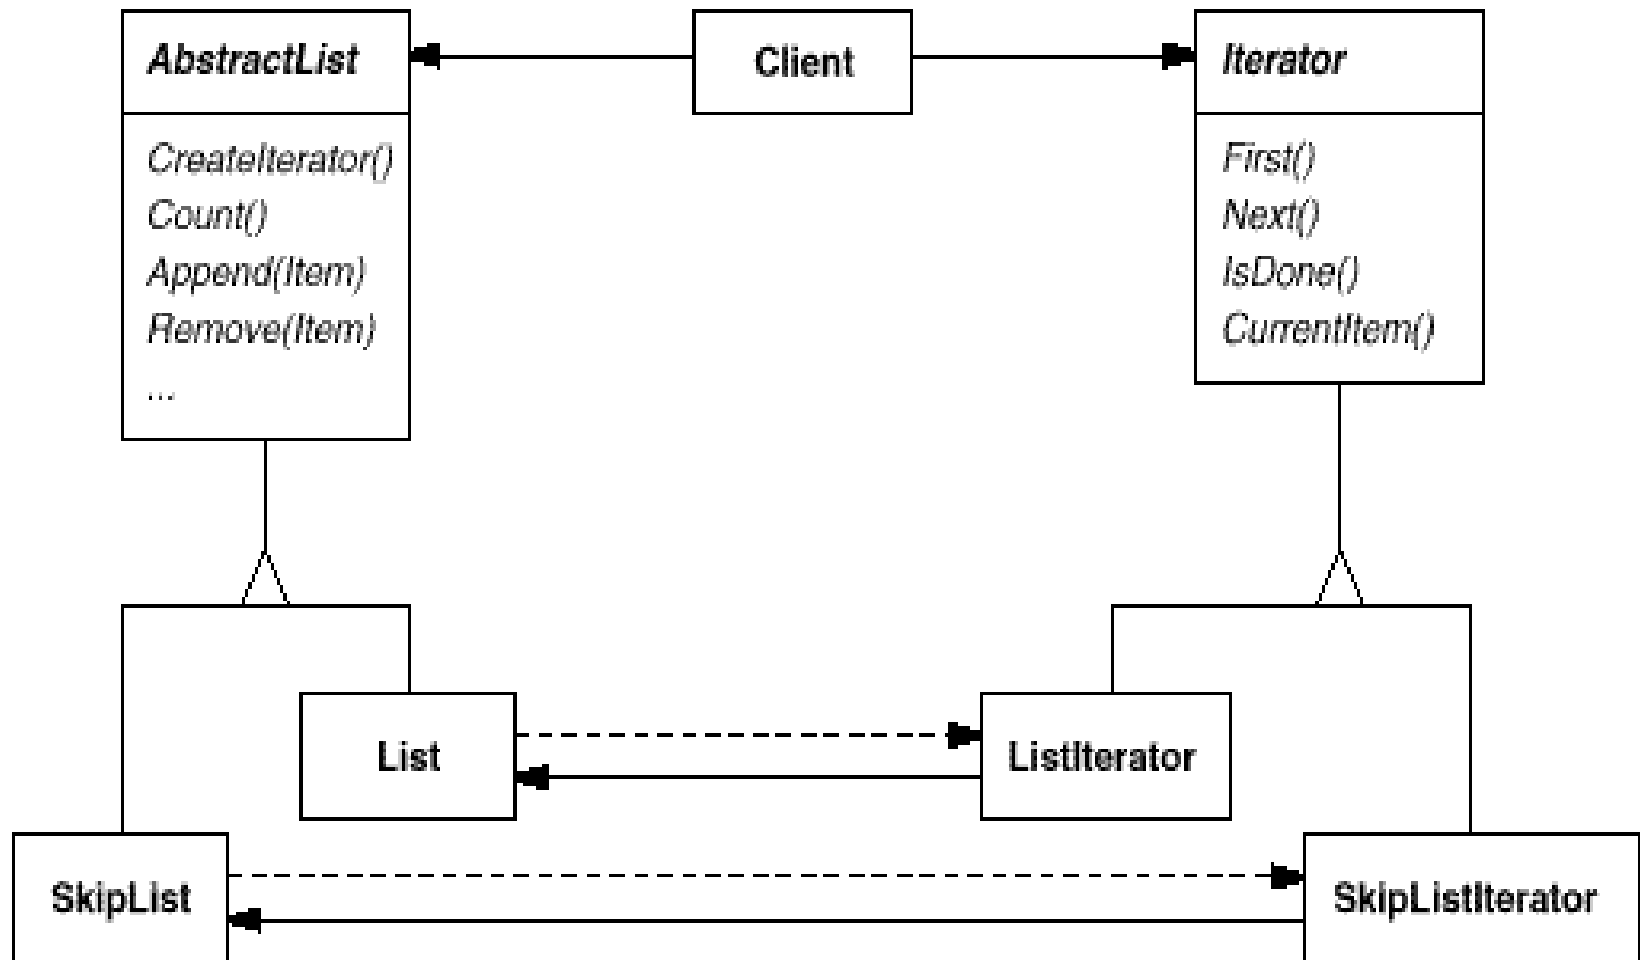 AbstractList
CreateIterator()
Count()
Append(Item)
Remove(Item)
...
Client
Iterator
First()
Next()
IsDone()
CurrentItem()
List
ListIterator
SkipList
SkipListIterator